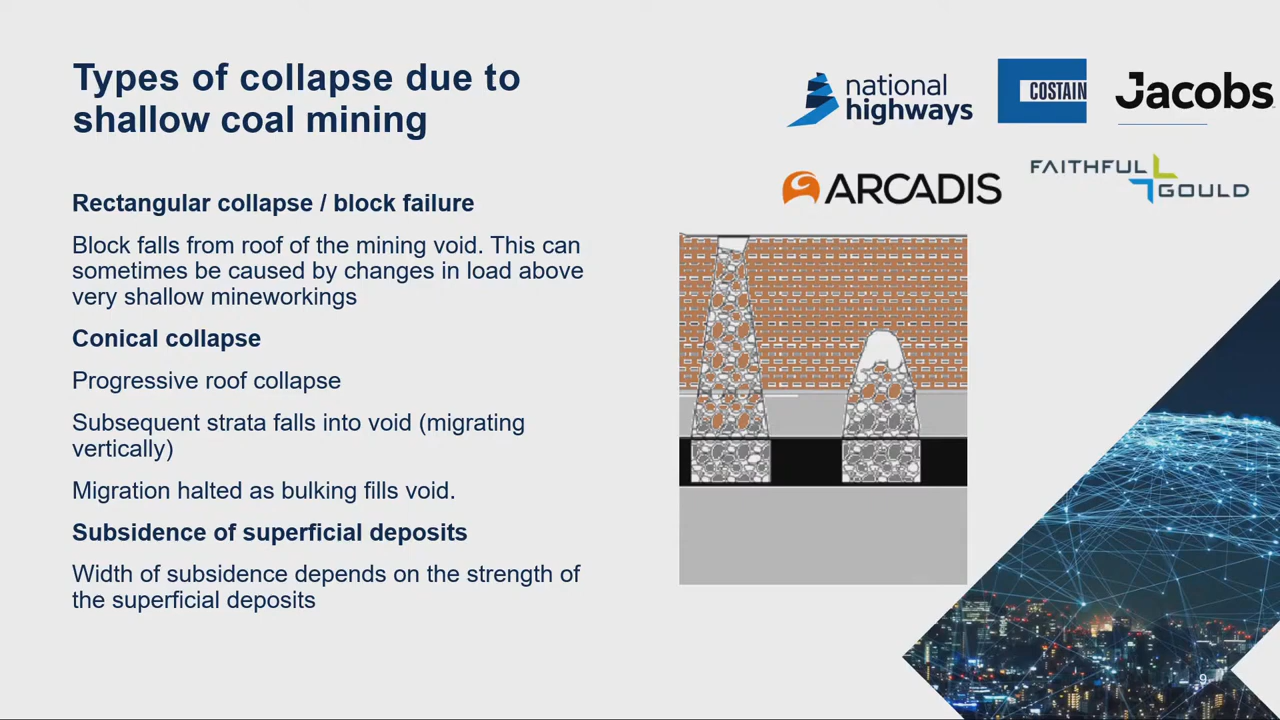 Types of collapse due to
shallow coal mining
national
highways
COSTAIN
Jacobs
ARCADIS
FAITHFUL
GOULD
Rectangular collapse / block failure
Block falls from roof of the mining void. This can
sometimes be caused by changes in load above
very shallow mineworkings
Conical collapse
Progressive roof collapse
Subsequent strata falls into void (migrating
vertically)
Migration halted as bulking fills void.
Subsidence of superficial deposits
Width of subsidence depends on the strength of
the superficial deposits
9